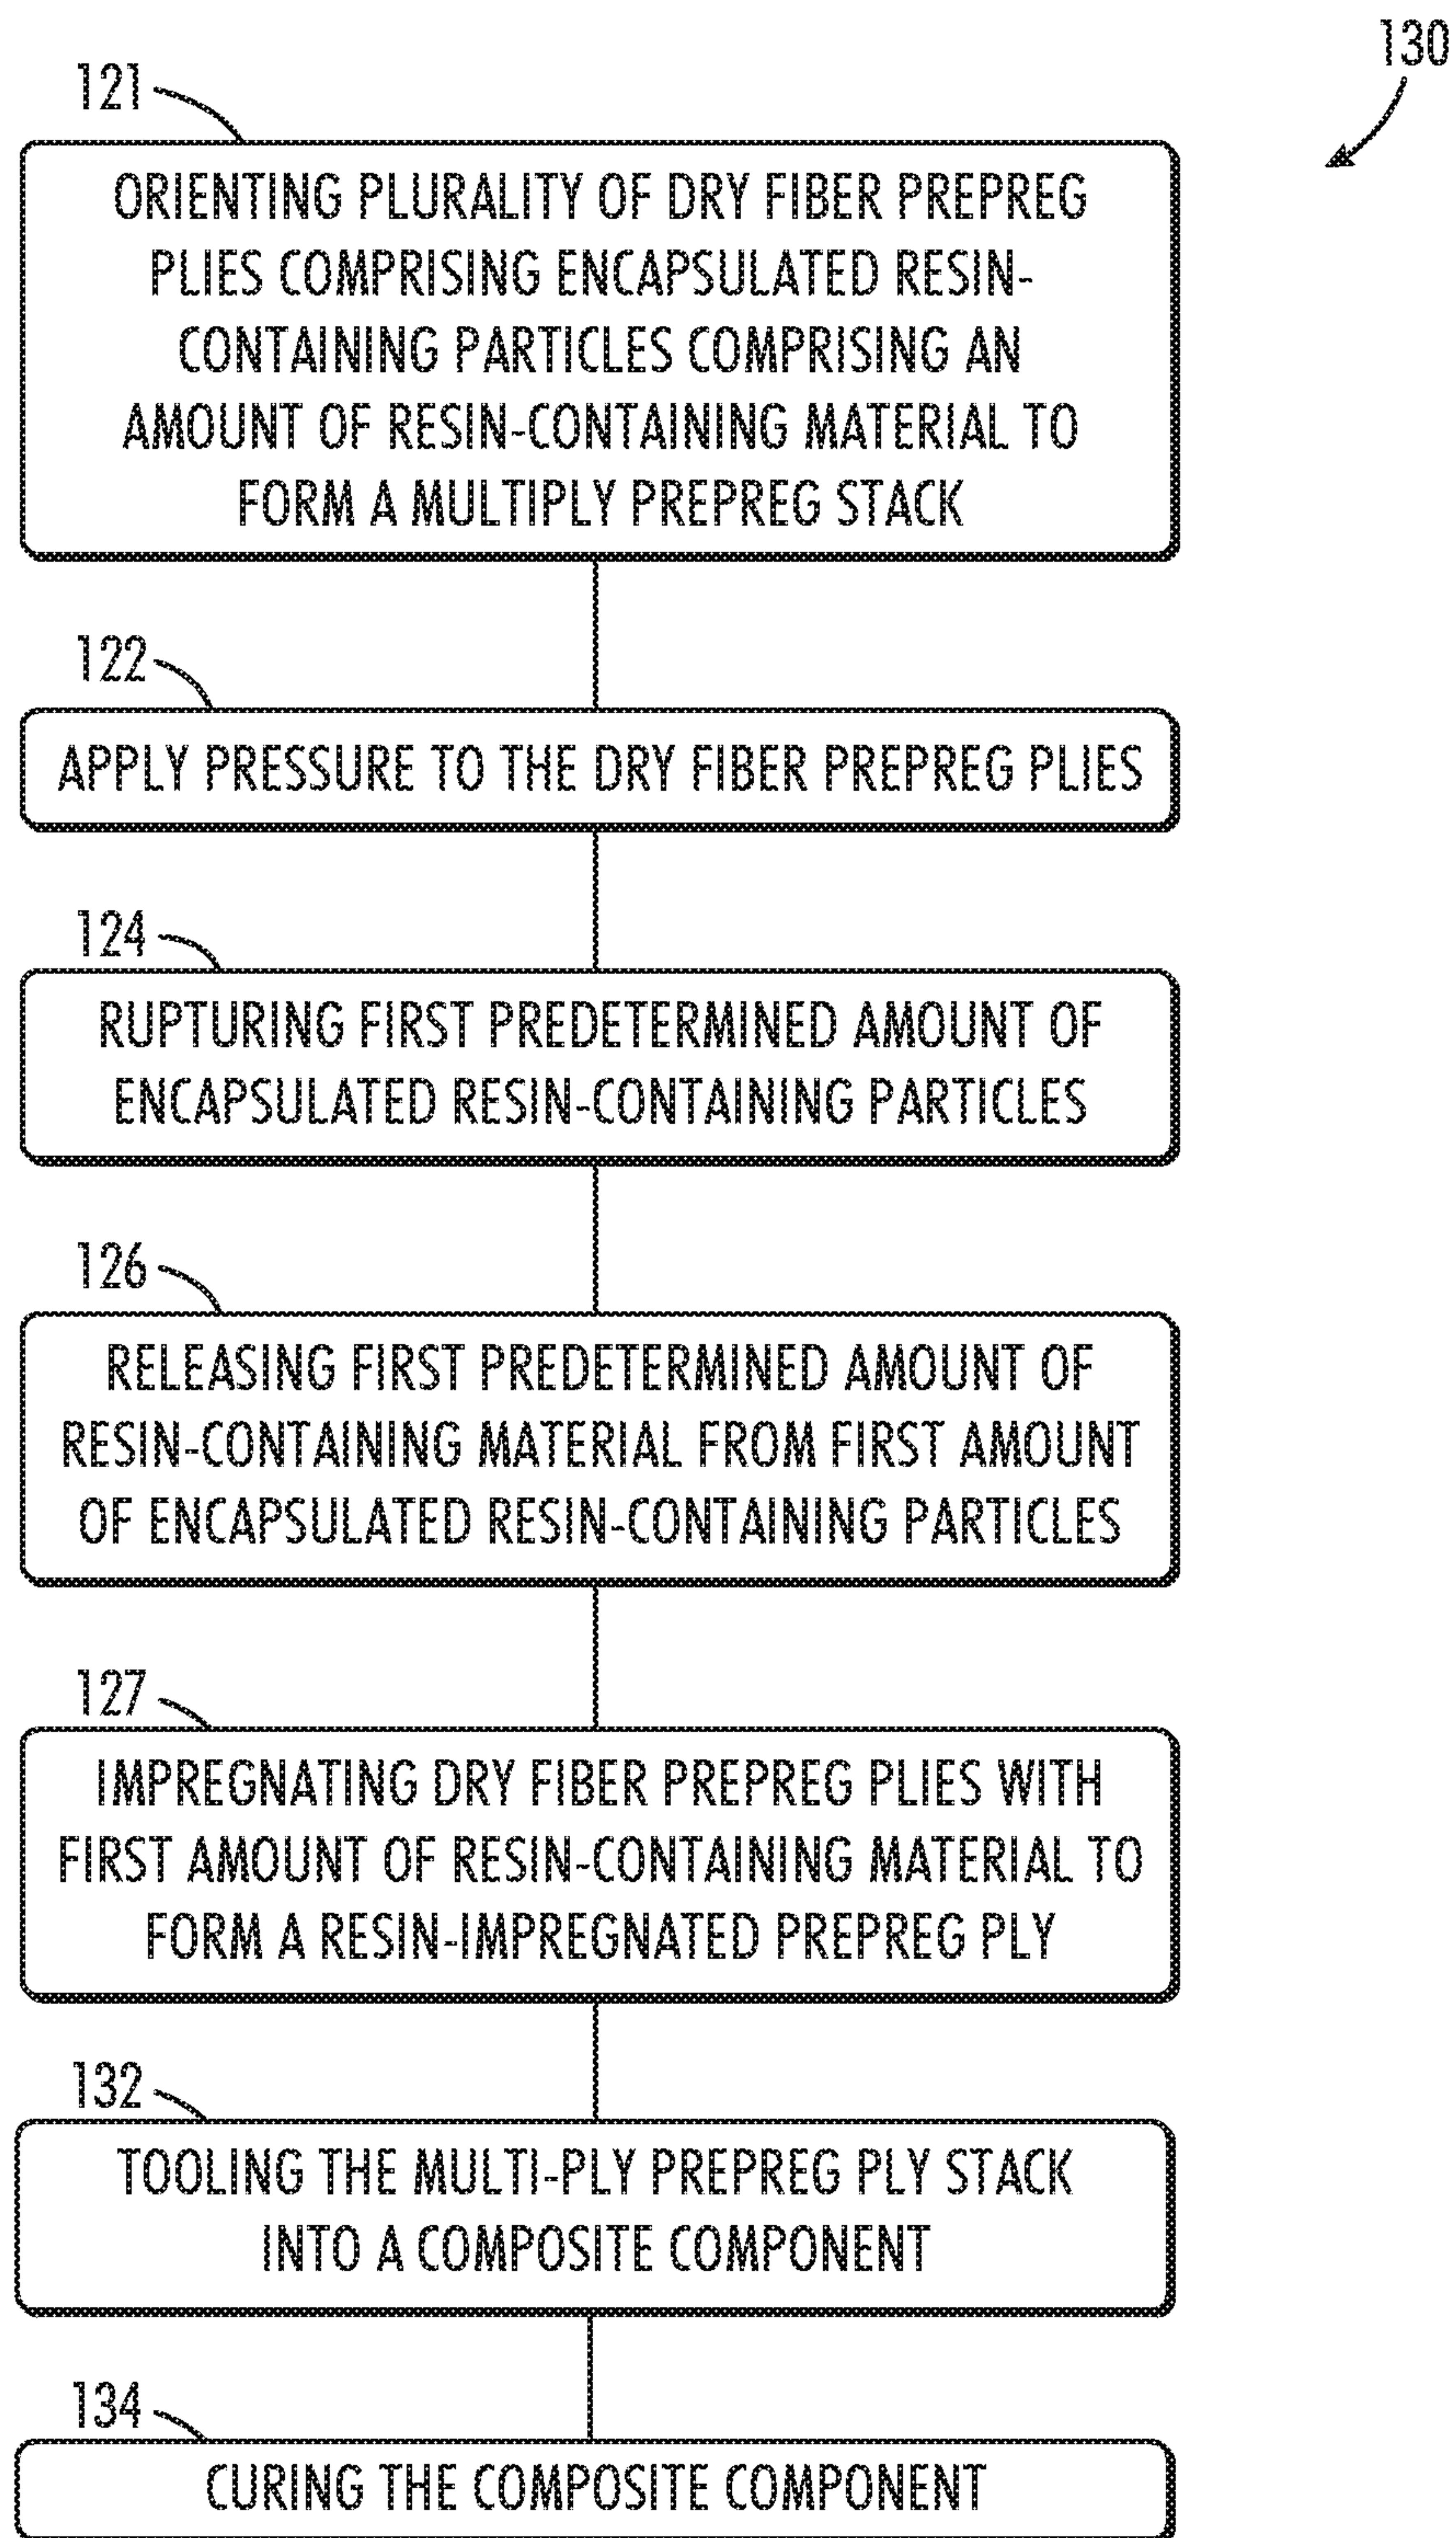 130
121
ORIENTING PLURALITY OF DRY FIBER PREPREG
PLIES COMPRISING ENCAPSULATED RESIN-
CONTAINING PARTICLES COMPRISING AN
AMOUNT OF RESIN-CONTAINING MATERIAL TO
FORM A MULTIPLY PREPREG STACK
122
APPLY PRESSURE TO THE DRY FIBER PREPREG PLIES
124
RUPTURING FIRST PREDETERMINED AMOUNT OF
ENCAPSULATED RESIN-CONTAINING PARTICLES
126
RELEASING FIRST PREDETERMINED AMOUNT OF
RESIN-CONTAINING MATERIAL FROM FIRST AMOUNT
OF ENCAPSULATED RESIN-CONTAINING PARTICLES
127
IMPREGNATING DRY FIBER PREPREG PLIES WITH
FIRST AMOUNT OF RESIN-CONTAINING MATERIAL TO
FORM A RESIN-IMPREGNATED PREPREG PLY
132
TOOLING THE MULTI-PLY PREPREG PLY STACK
INTO A COMPOSITE COMPONENT
134
CURING THE COMPOSITE COMPONENT